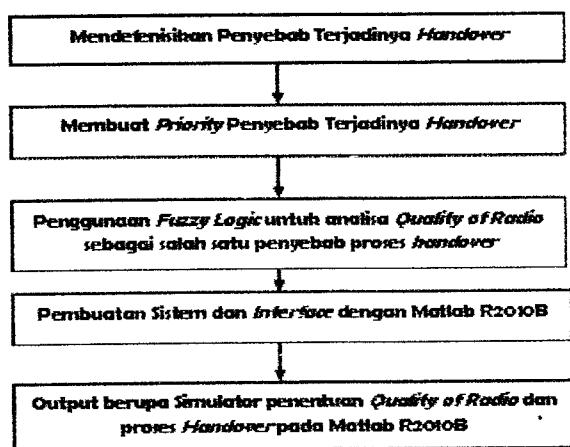 Mendefenisikan Penyebab Terjadinya Handover
Membuat Priority Penyebab Terjadinya Handover
Penggunaan Fuzzy Logic untuk analisa Quality of Radio
sebagai salah satu penyebab proses handover
Pembuatan Sistem dan Interface dengan Matlab R2010B
Output berupa Simulator penentuan Quality of Radio dan
proses Handover pada Matlab R2010B